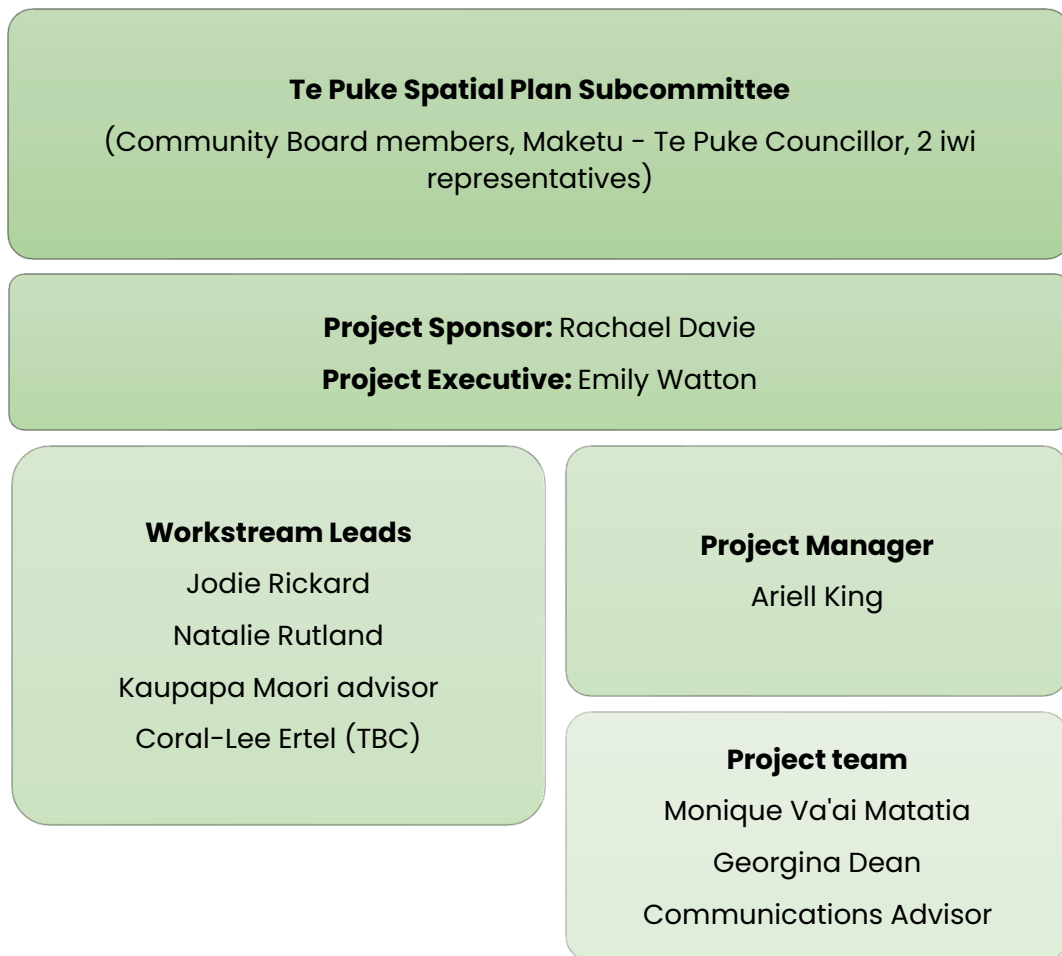 Te Puke Spatial Plan Subcommittee
(Community Board members, Maketu - Te Puke Councillor, 2 iwi
representatives)
Project Sponsor: Rachael Davie
Project Executive: Emily Watton
Workstream Leads
Jodie Rickard
Natalie Rutland
Kaupapa Maori advisor
Coral-Lee Ertel (TBC)
Project Manager
Ariell King
Project team
Monique Va'ai Matatia
Georgina Dean
Communications Advisor